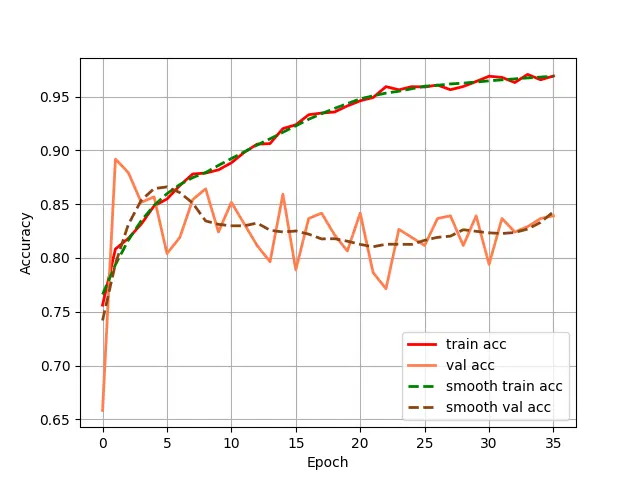 0.95
0.90
0.85
0.80
0.75
0.70
0.65
Accuracy
train acc
val acc
smooth train acc
smooth val acc
0 5 10 15 20 25 30 35
Epoch